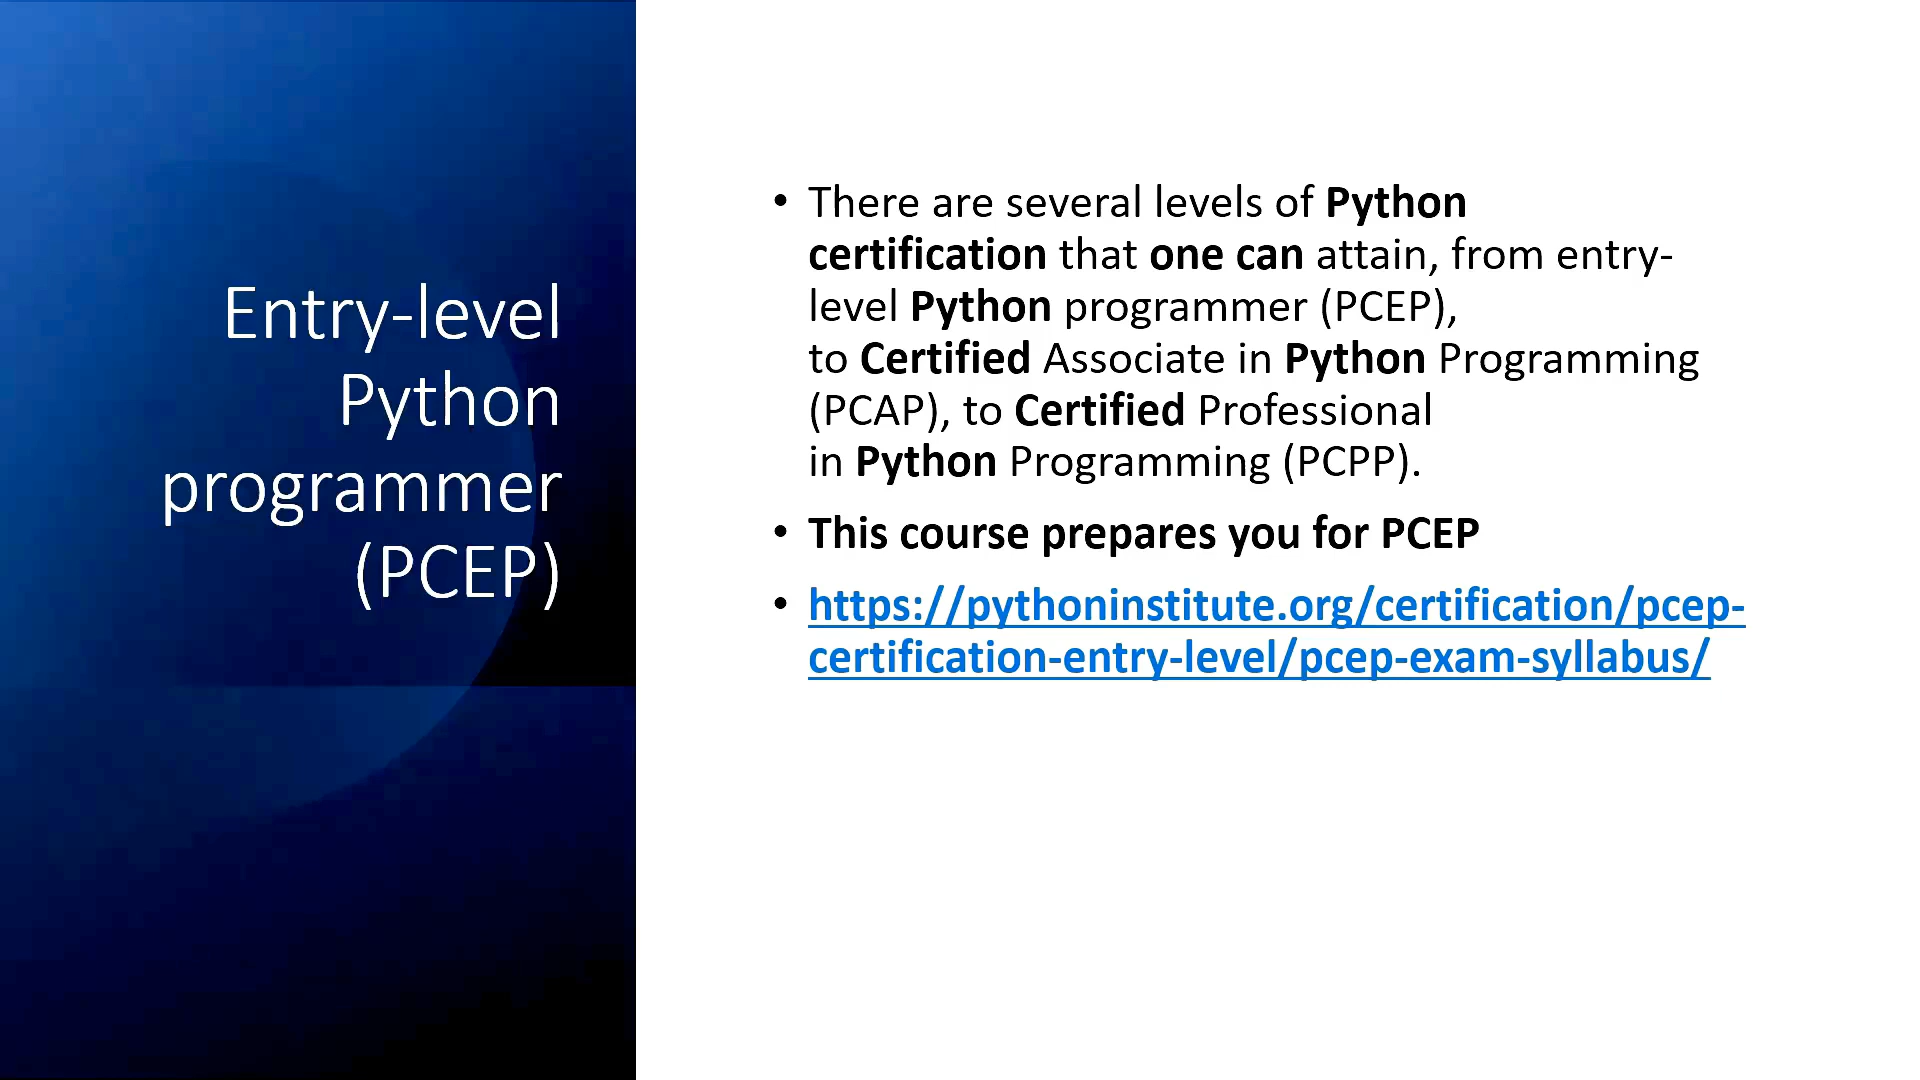 Entry-level
Python
programmer
(PCEP)
• There are several levels of Python
certification that one can attain, from entry-
level Python programmer (PCEP),
to Certified Associate in Python Programming
(PCAP), to Certified Professional
in Python Programming (PCPP).
• This course prepares you for PCEP
• https://pythoninstitute.org/certification/pcep-
certification-entry-level/pcep-exam-syllabus/